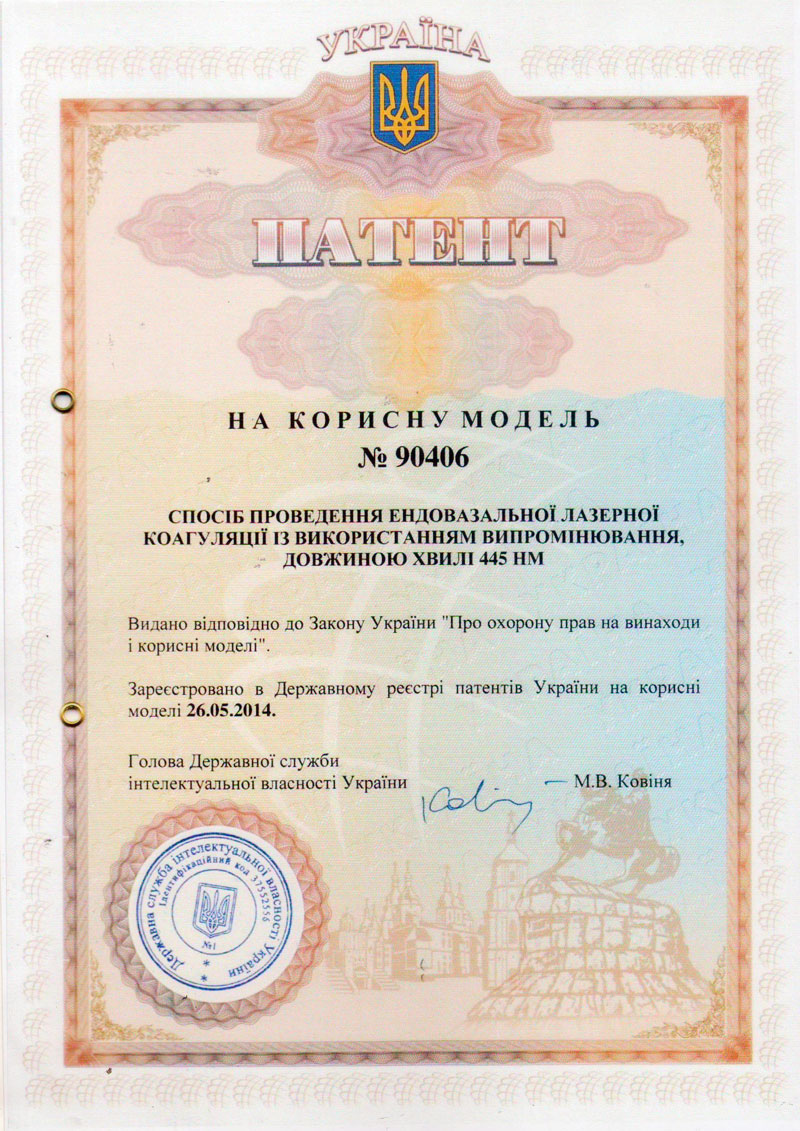 УКРАЇНА
ПАТЕНТ
НА КОРИСНУ МОДЕЛЬ
№ 90406
СПОСІБ ПРОВЕДЕННЯ ЕНДОВАЗАЛЬНОЇ ЛАЗЕРНОЇ
КОАГУЛЯЦІЇ ІЗ ВИКОРИСТАННЯМ ВИПРОМІНЮВАННЯ,
ДОВЖИНОЮ ХВИЛІ 445 НМ
Видано відповідно до Закону України "Про охорону прав на винаходи
і корисні моделі".
Зареєстровано в Державному реєстрі патентів України на корисні
моделі 26.05.2014.
Голова Державної служби
інтелектуальної власності України
М.В. Ковіня
Державна служба інтелектуальної власності України
Ідентифікаційний код 37552556
№1